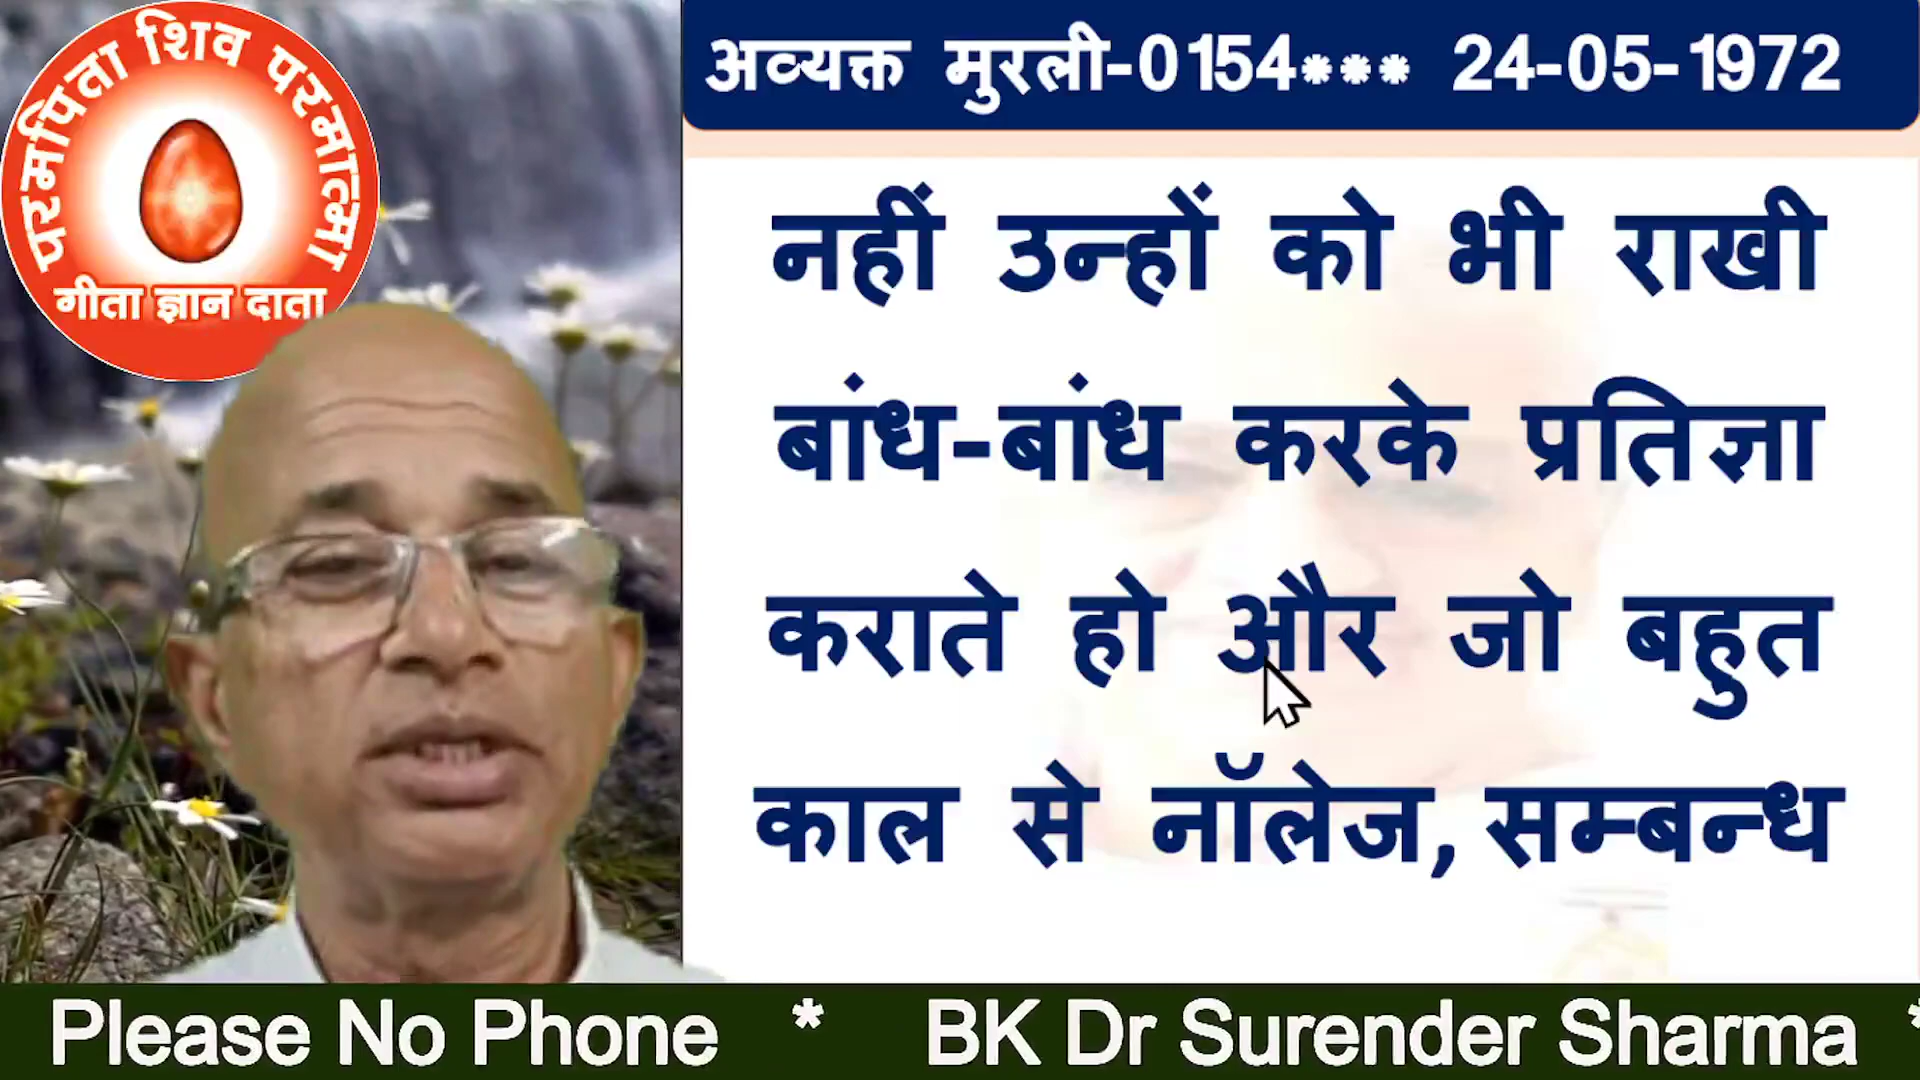 परमपिता शिव परमात्मा
गीता ज्ञान दाता
अव्यक्त मुरली-0154*** 24-05-1972
नहीं उन्हों को भी राखी
बांध-बांध करके प्रतिज्ञा
कराते हो और जो बहुत
काल से नॉलेज, सम्बन्ध
Please No Phone * BK Dr Surender Sharma *